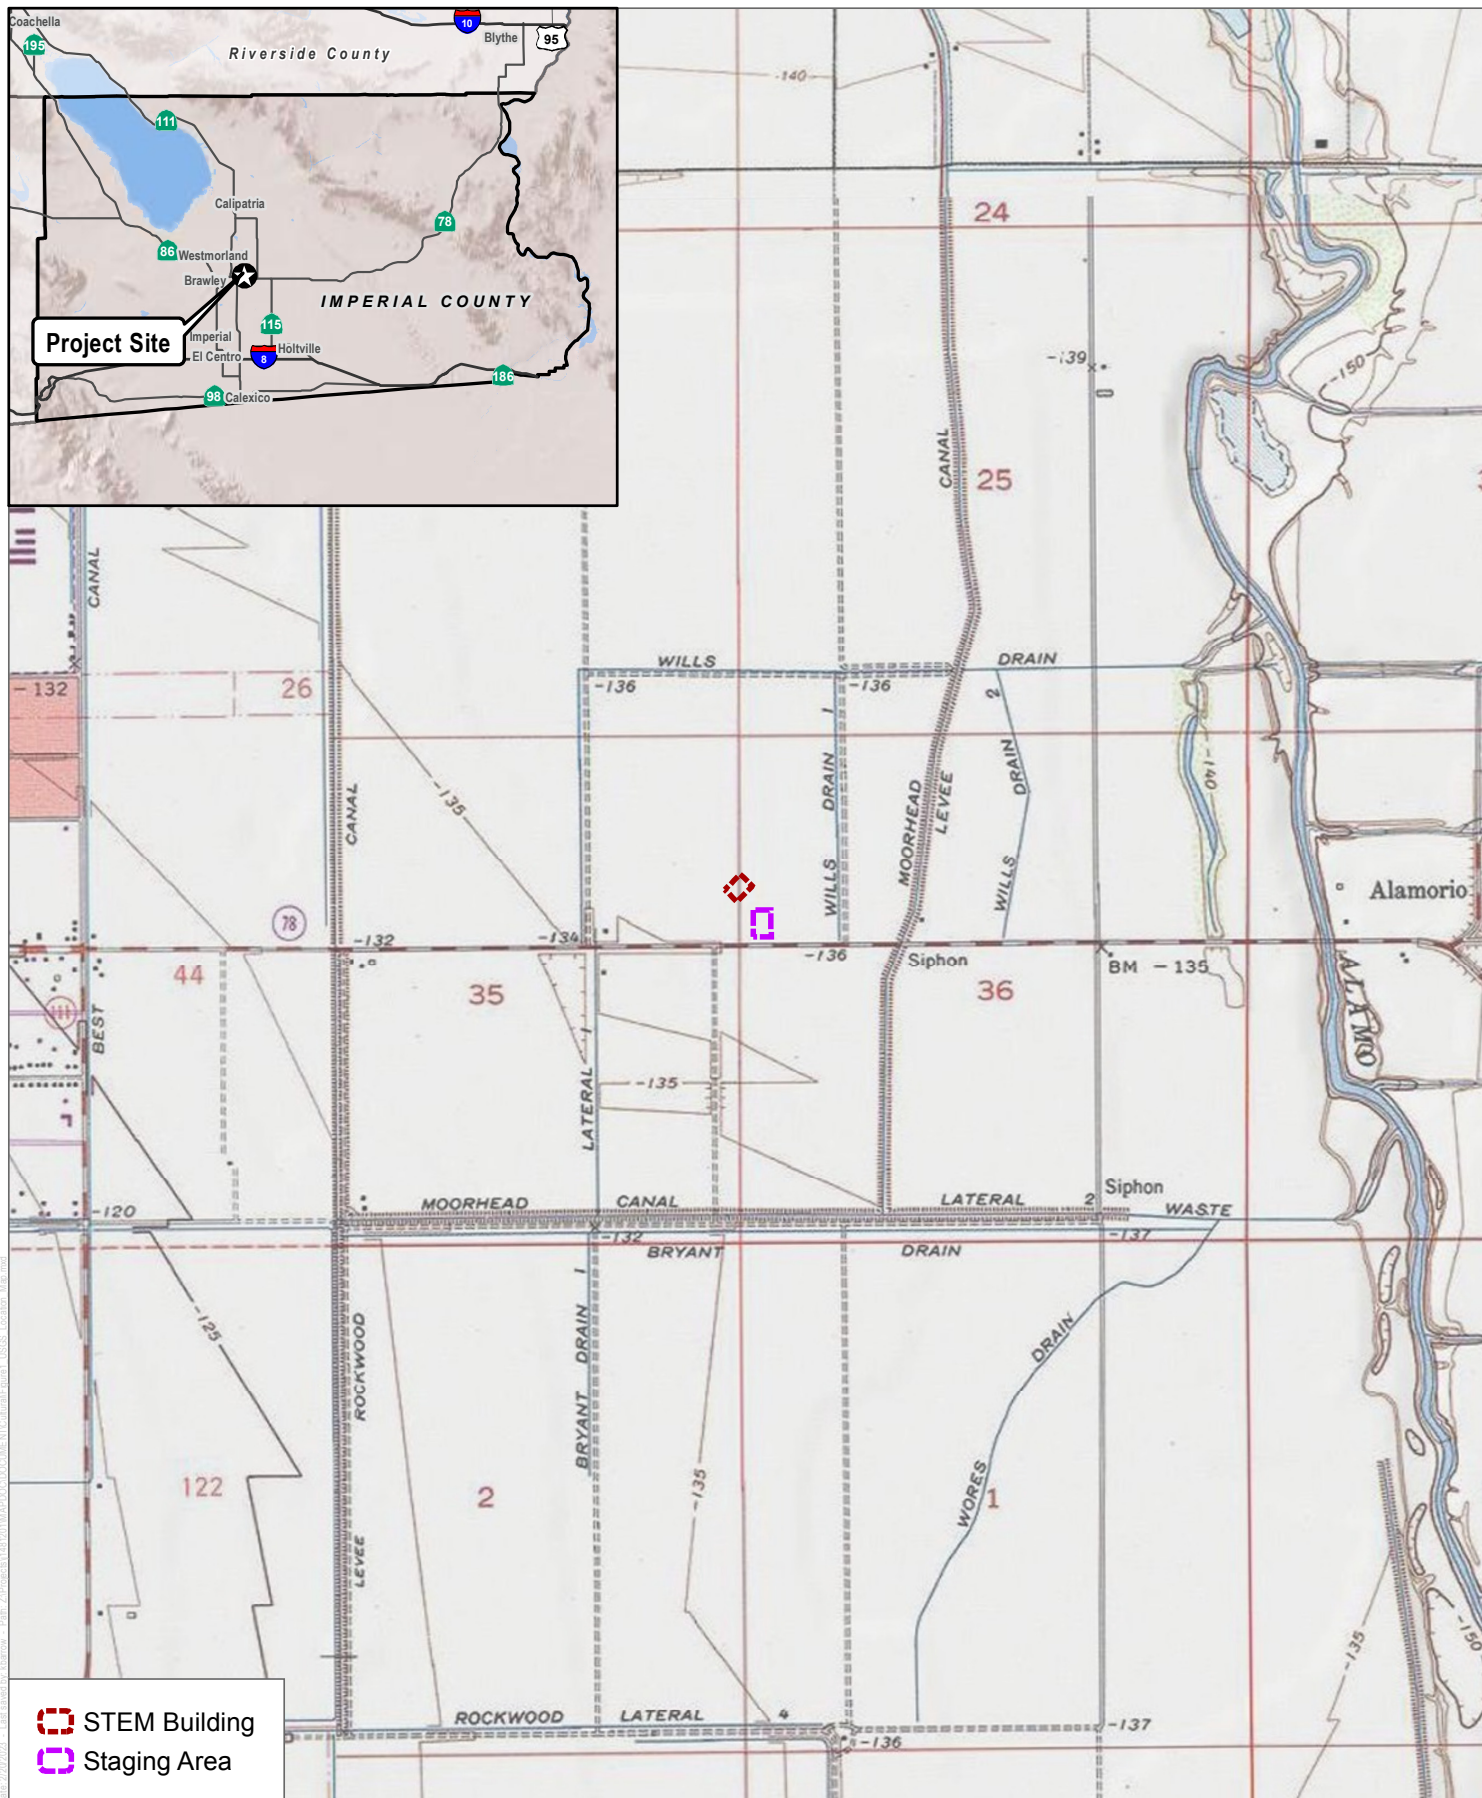 Coachella
195
Riverside County
10
Blythe
95
111
Calipatria
78
86
Westmorland
Brawley
IMPERIAL COUNTY
Project Site
115
Imperial
El Centro
8
Holtville
186
98
Calexico
-140
24
-139
-150
CANAL
25
CANAL
WILLS
DRAIN
-132
26
-136
-136
2
1
-140
-135
CANAL
DRAIN
WILLS
MOORHEAD
LEVEE
DRAIN
WILLS
Alamorio
78
-132
-134
-136
Siphon
BM -135
44
35
36
111
BEST
ALAMO
LATERAL 1
-135
MOORHEAD
CANAL
LATERAL
2
Siphon
WASTE
-120
-132
BRYANT
DRAIN
-137
-125
ROCKWOOD
LEVEE
BRYANT DRAIN 1
DRAIN
WORES
122
2
-135
1
-135
-150
ROCKWOOD
LATERAL
4
-136
-137
STEM Building
Staging Area